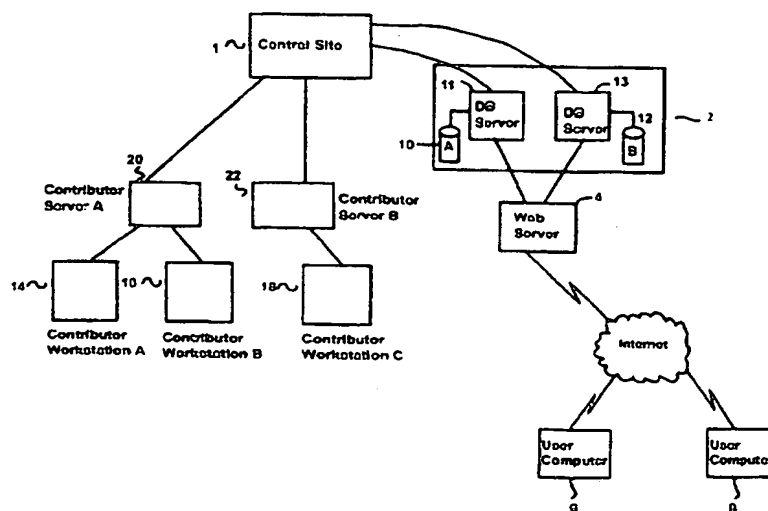 1
Control Site
11
13
DB
Server
DB
Server
12
2
10
A
B
20
Contributor
Server A
22
Contributor
Server B
4
Web
Server
14
18
Contributor
Workstation A
Contributor
Workstation B
Contributor
Workstation C
Internet
User
Computer
User
Computer